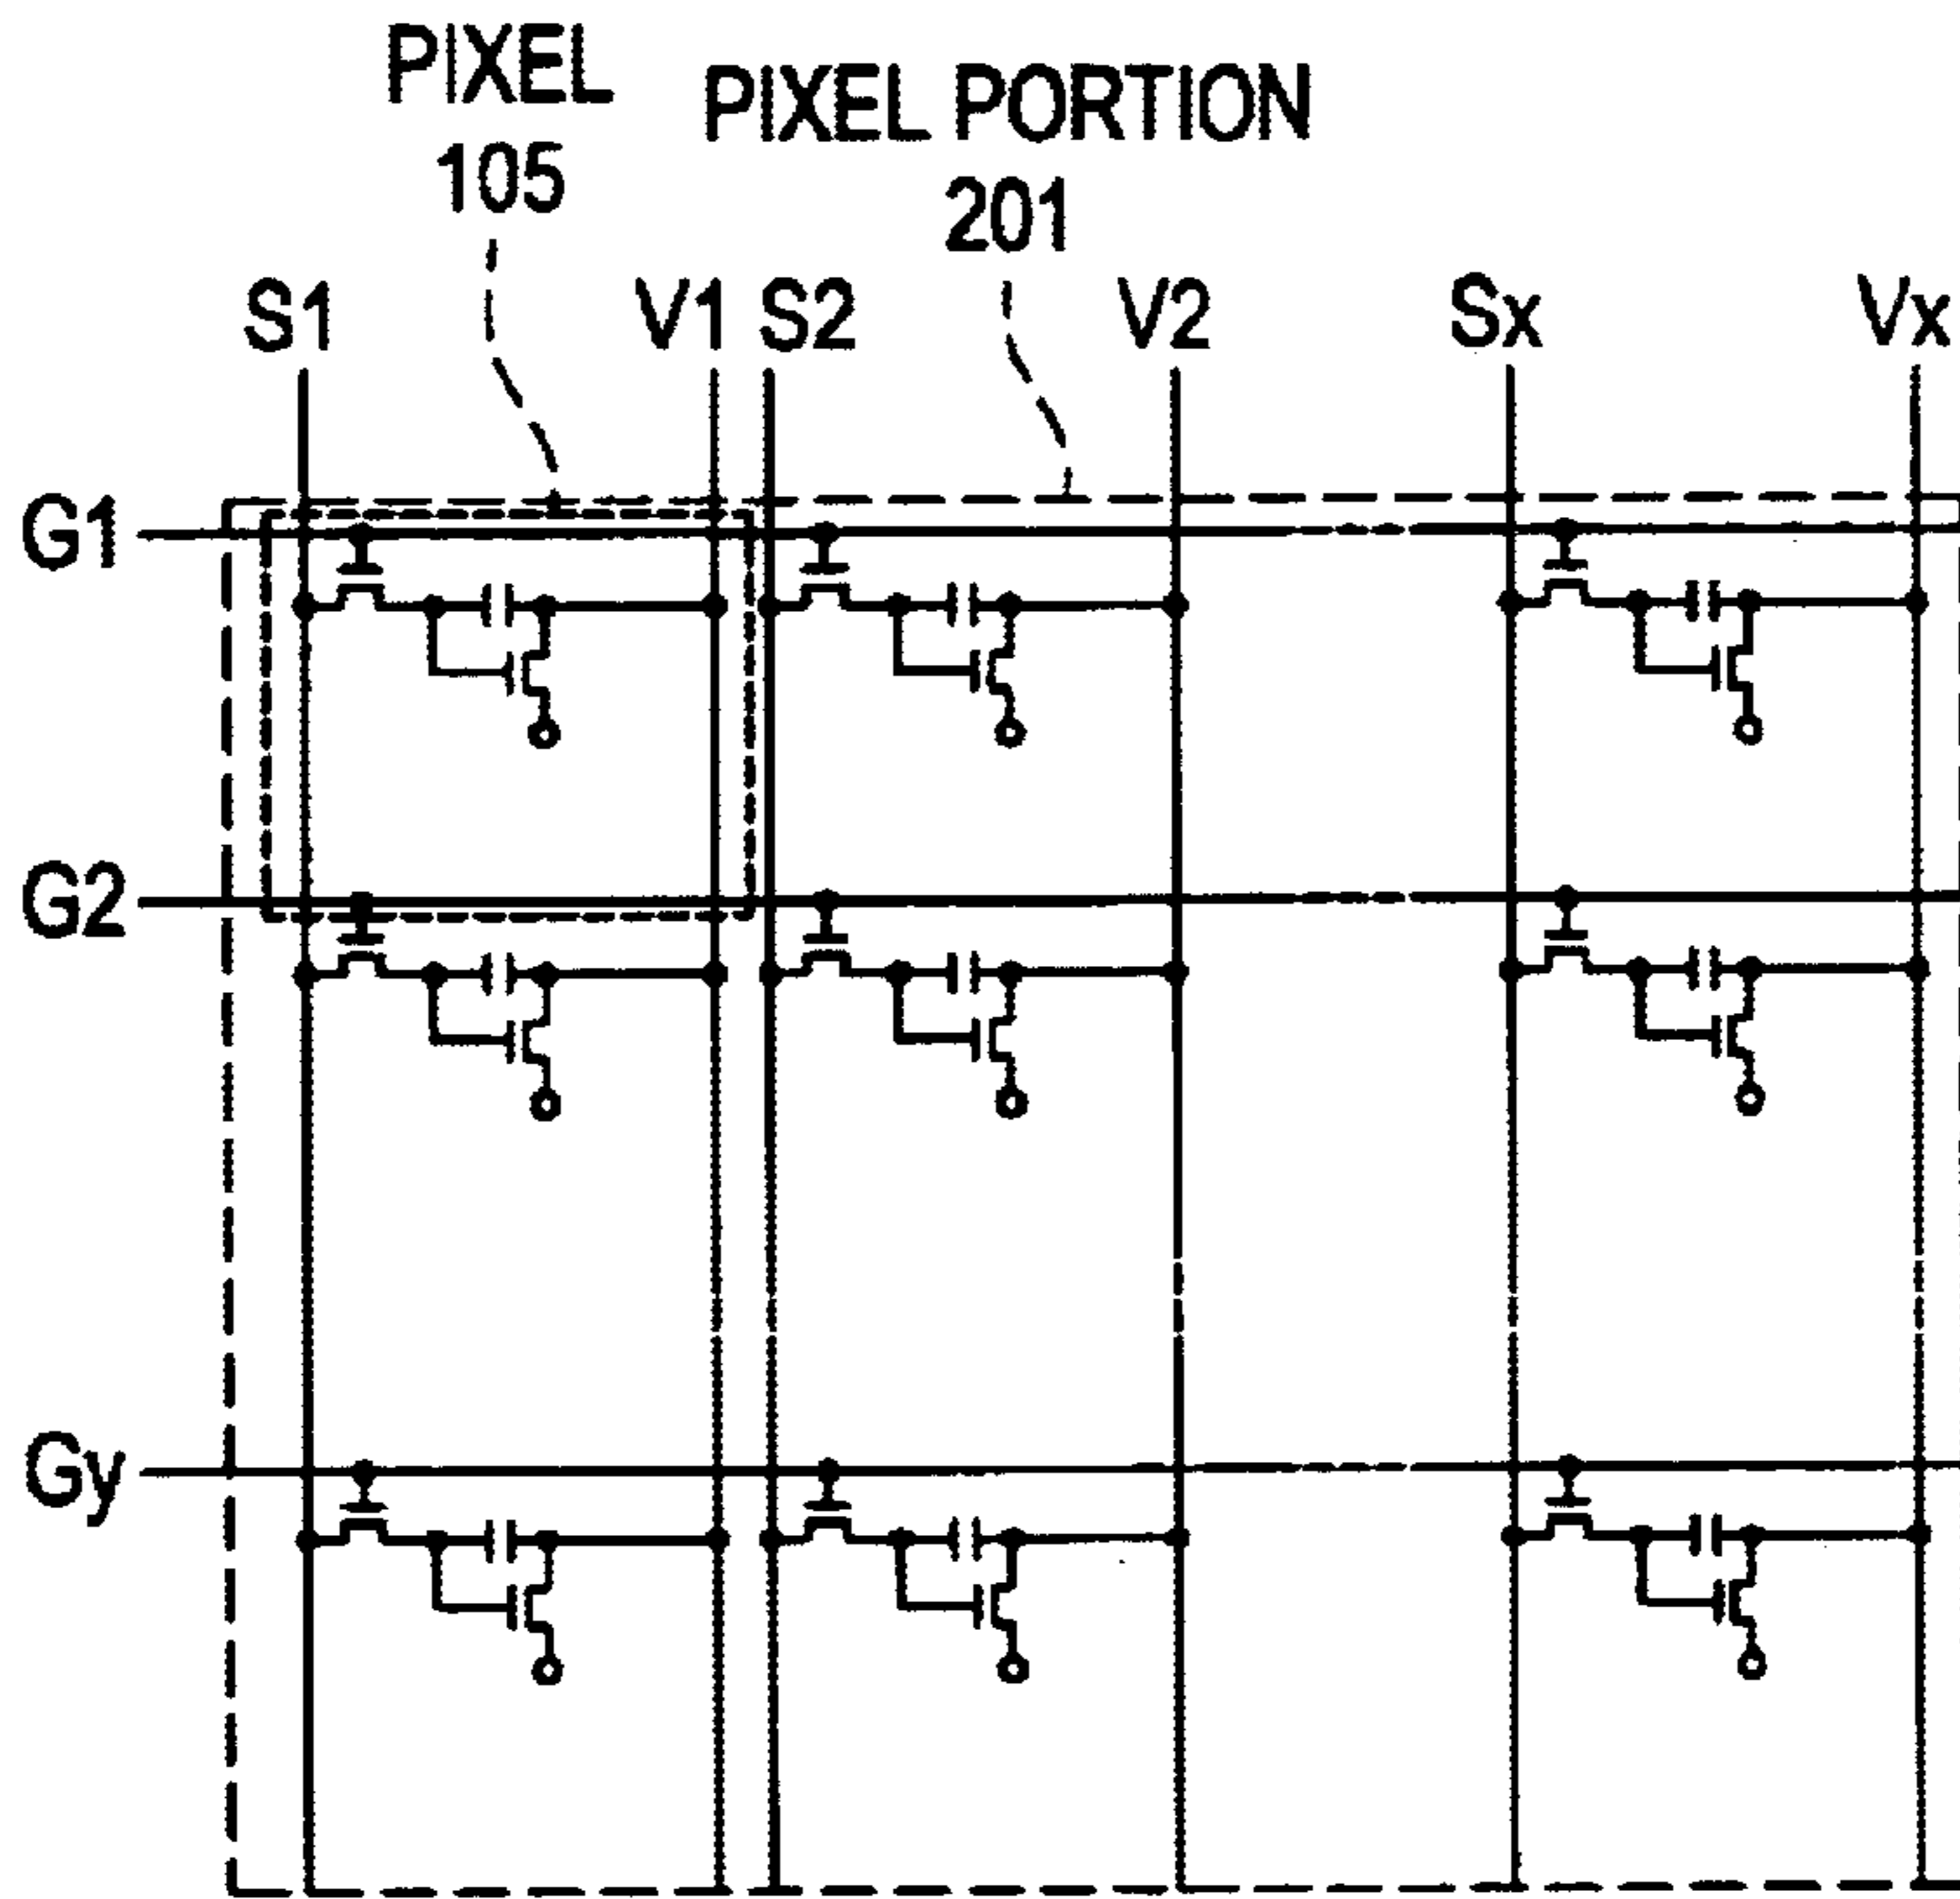 PIXEL
105
PIXEL PORTION
201
S1 V1 S2 V2 Sx Vx
G1
G2
Gy